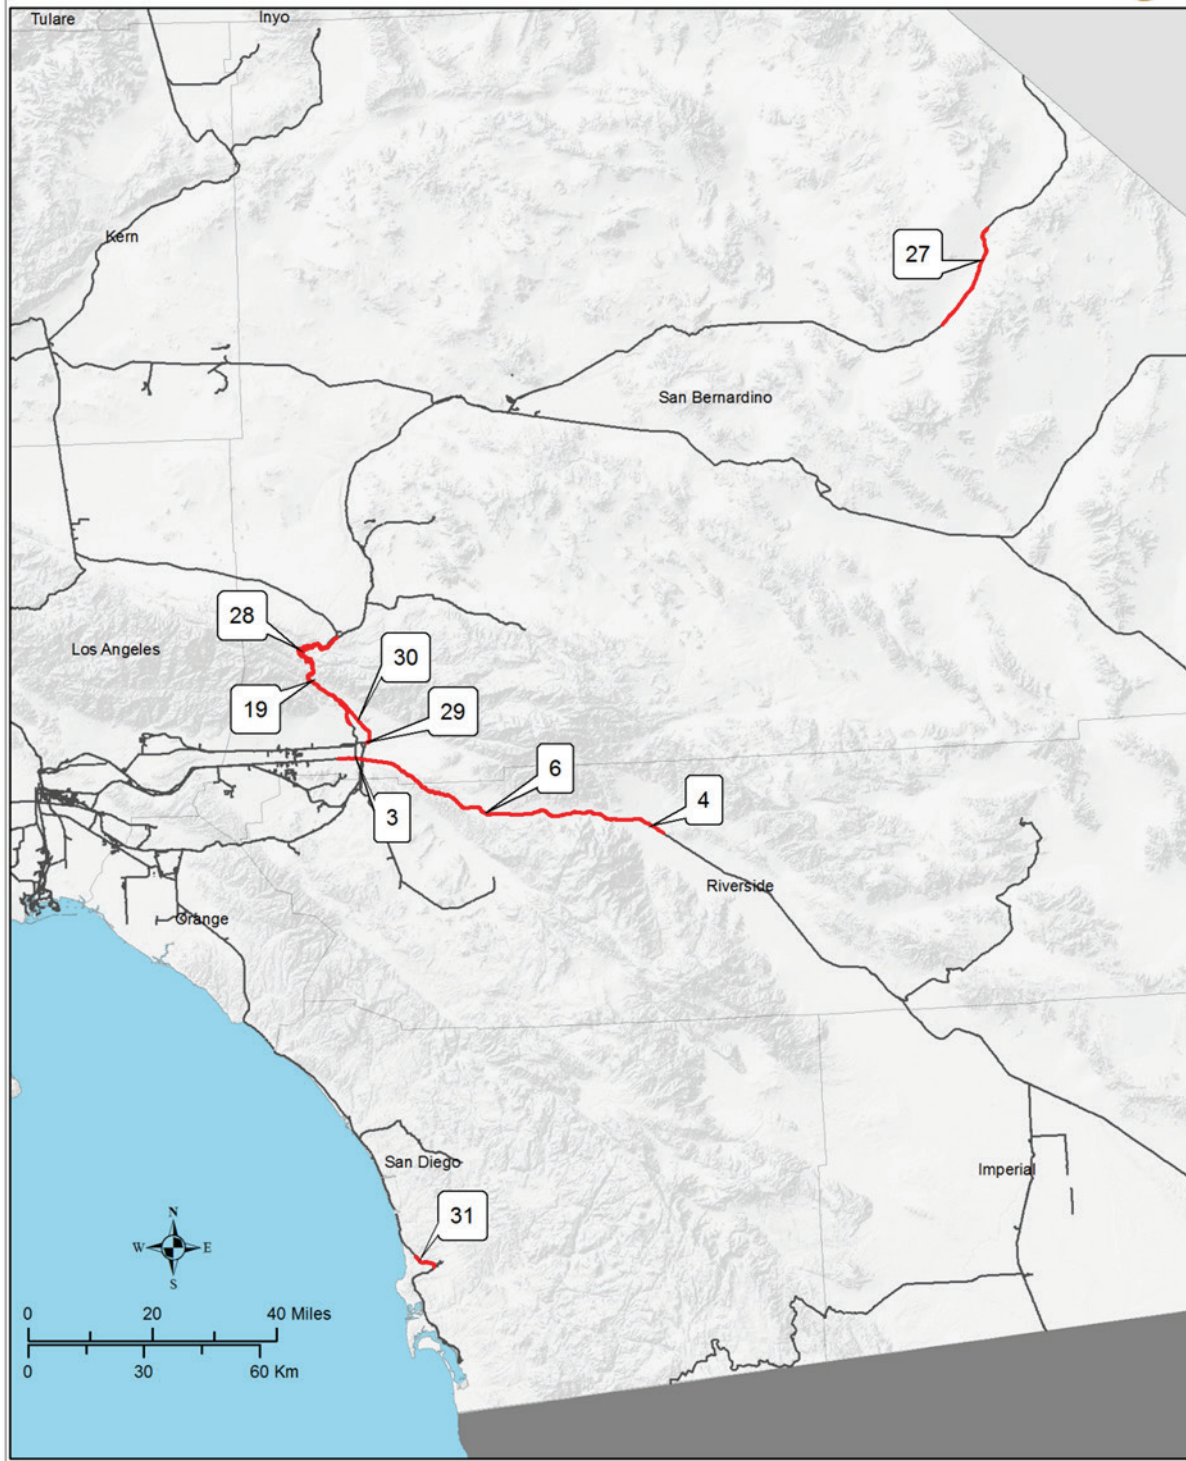 Tulare
Inyo
Kern
27
San Bernardino
28
Los Angeles
30
19
29
6
4
3
Riverside
Orange
San Diego
Imperial
31
N
W E
S
0 20 40 Miles
0 30 60 Km